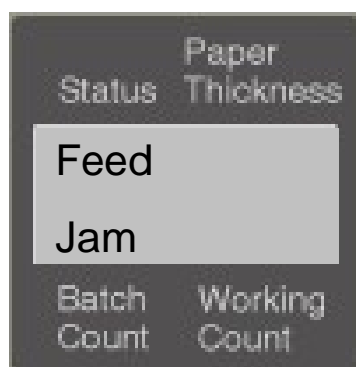 Paper
Status Thickness
Feed
Jam
Batch Working
Count Count